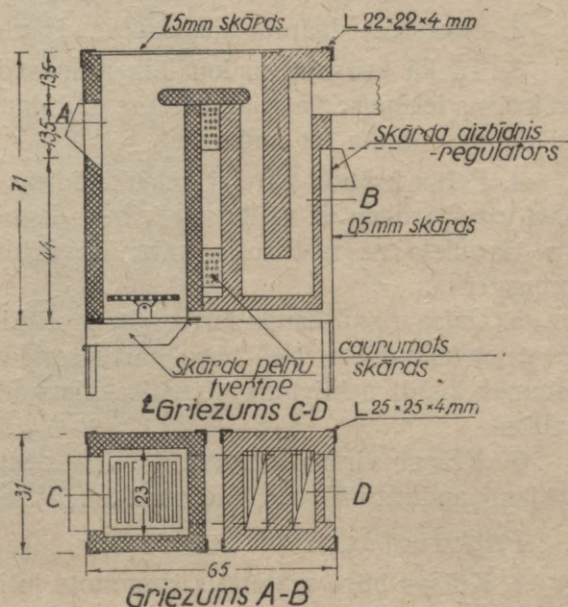 1.5mm skārds
L 22×22×4 mm
13,5
A
13,5
71
44
Skārda aizbīdnis
-regulators
B
0,5mm skārds
Skārda pelnu
tvertne
caurumots
skārds
Griezums C-D
L 25×25×4 mm
31
C
23
D
65
Griezums A-B